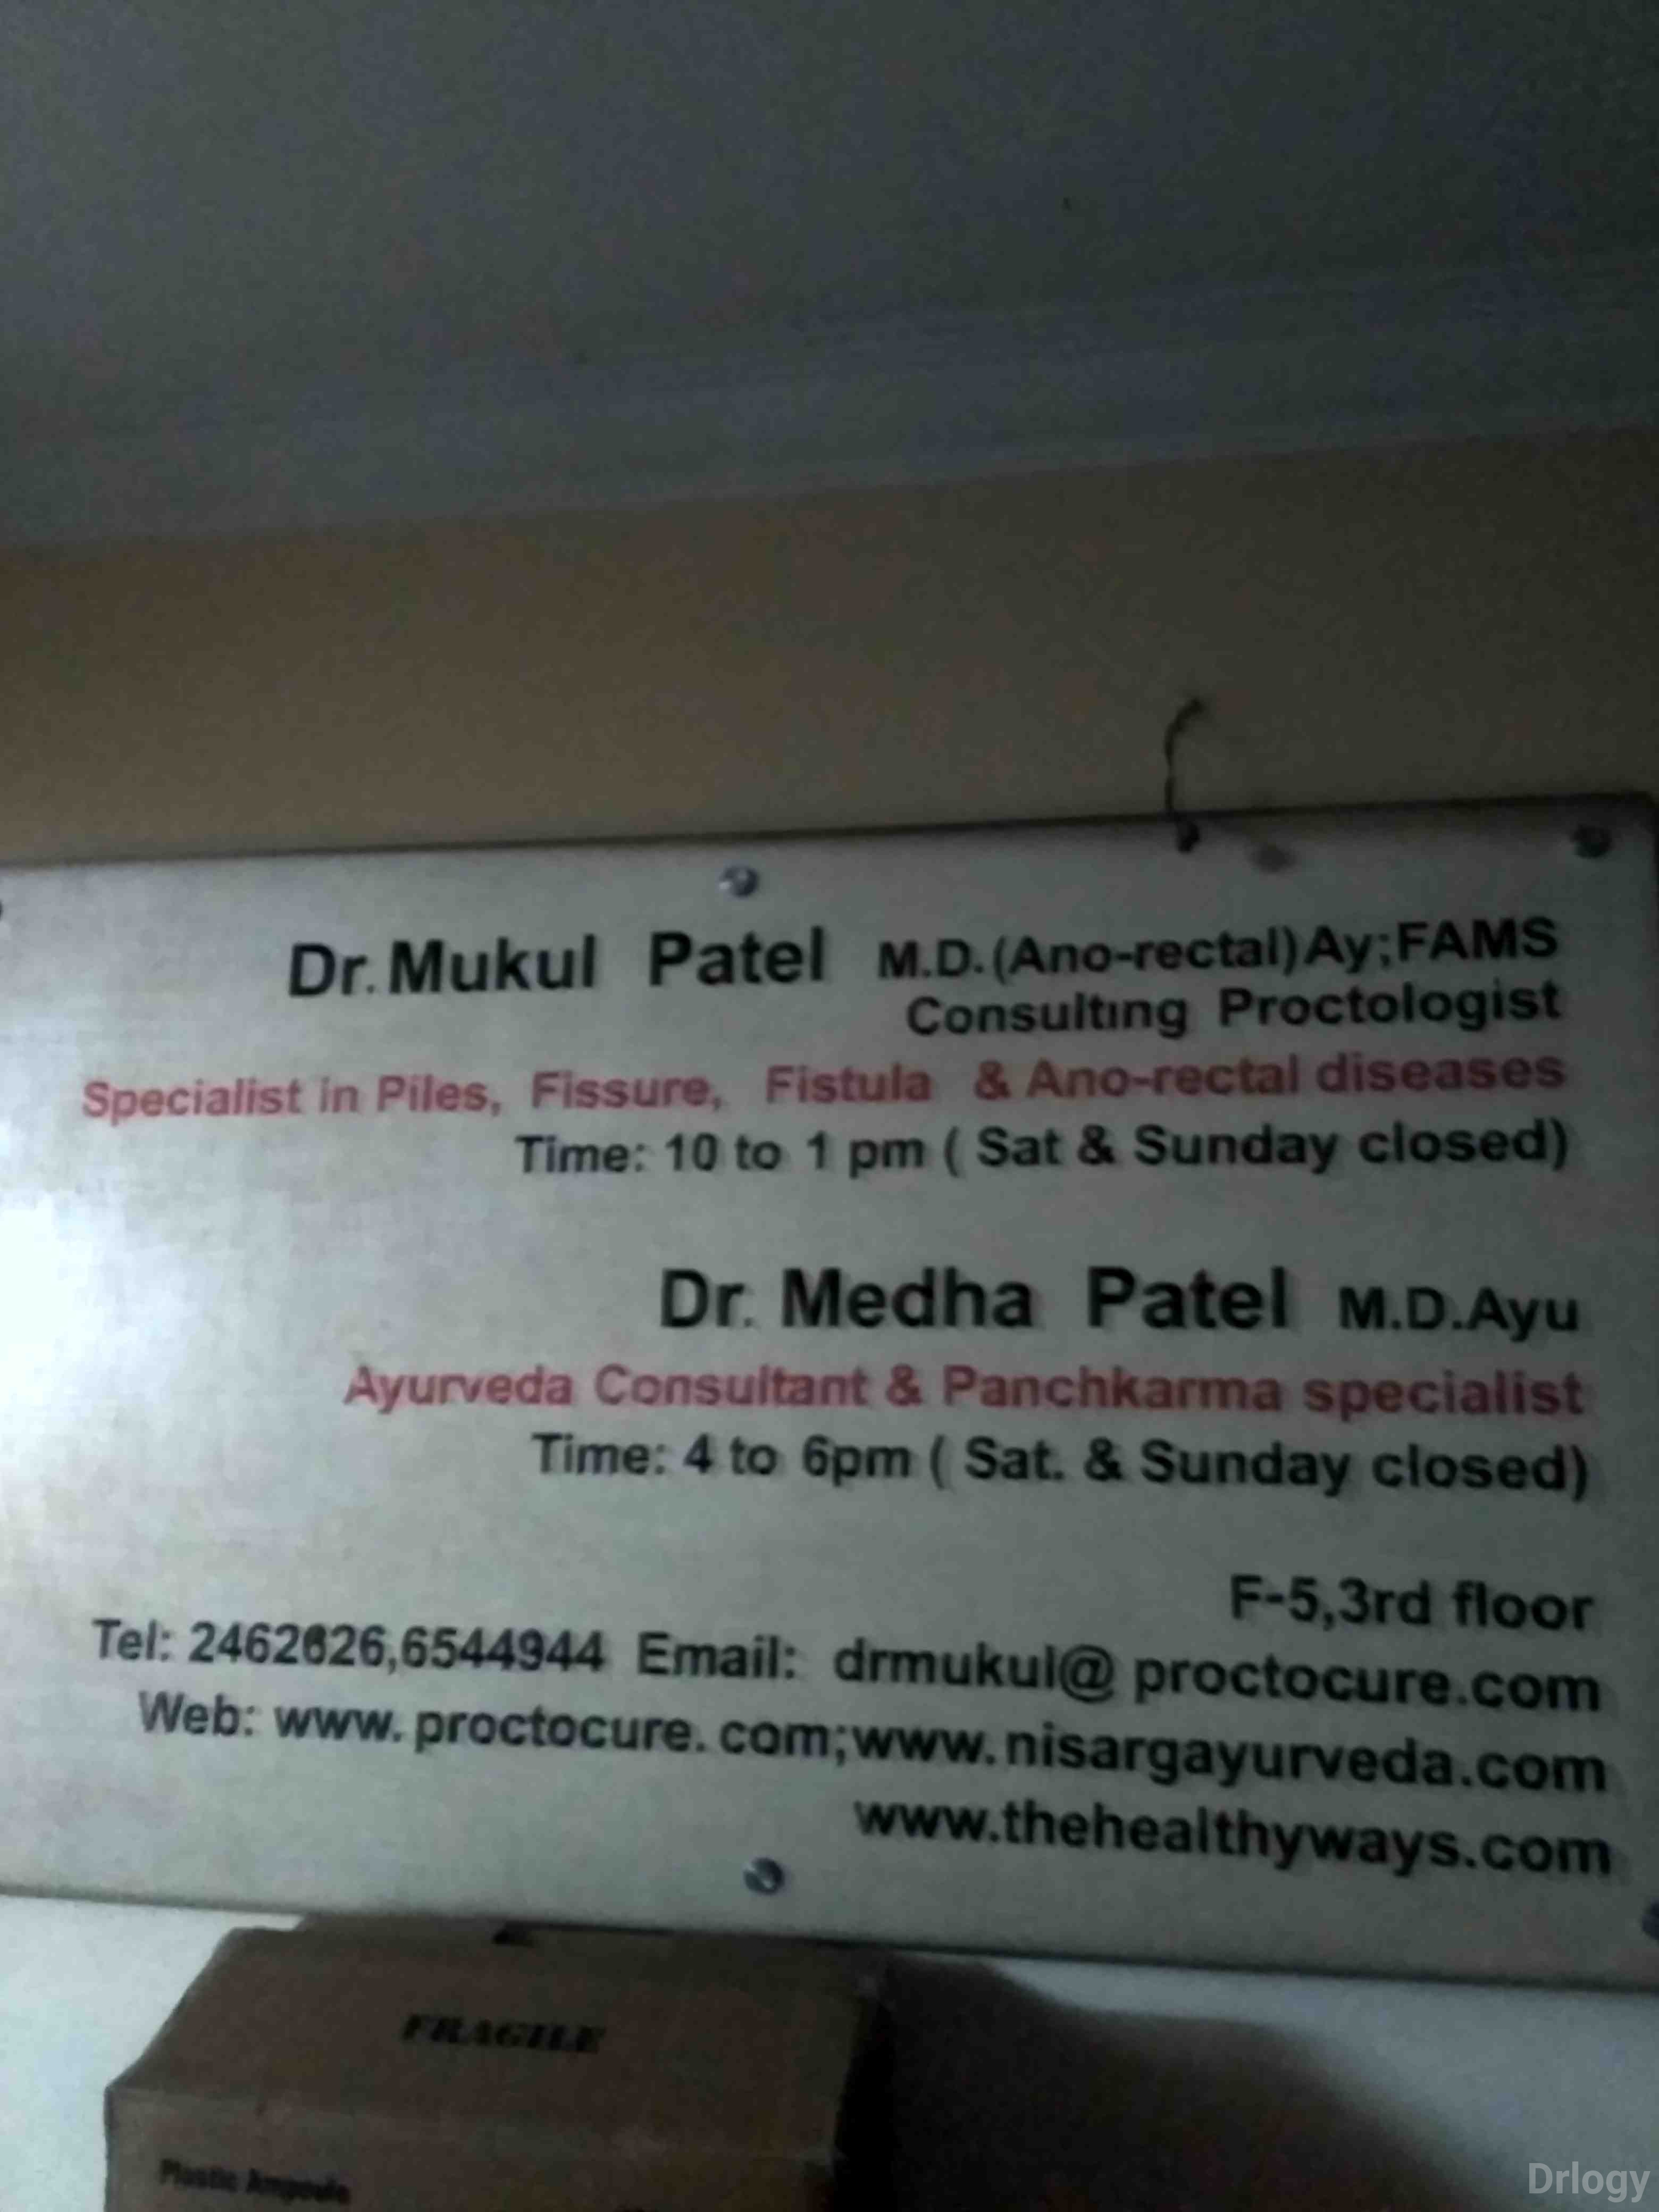 Dr. Mukul Patel M.D.(Ano-rectal)Ay;FAMS
Consulting Proctologist
Specialist in Piles, Fissure, Fistula & Ano-rectal diseases
Time: 10 to 1 pm ( Sat & Sunday closed)
Dr. Medha Patel M.D.Ayu
Ayurveda Consultant & Panchkarma specialist
Time: 4 to 6pm ( Sat. & Sunday closed)
F-5,3rd floor
Tel: 2462626,6544944 Email: drmukul@ proctocure.com
Web: www. proctocure. com;www. nisargayurveda.com
www.thehealthyways.com
FRAGILE
Plastic Ampoule
Drlogy